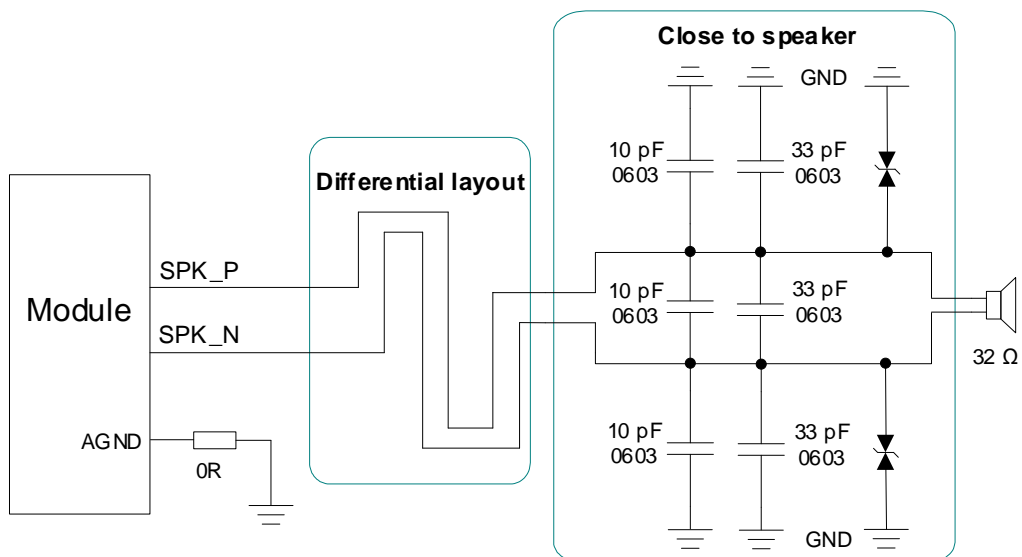 Close to speaker
GND
10 pF
0603
33 pF
0603
Differential layout
SPK_P
10 pF
0603
33 pF
0603
Module
SPK_N
32 Ω
10 pF
0603
33 pF
0603
AGND
0R
GND